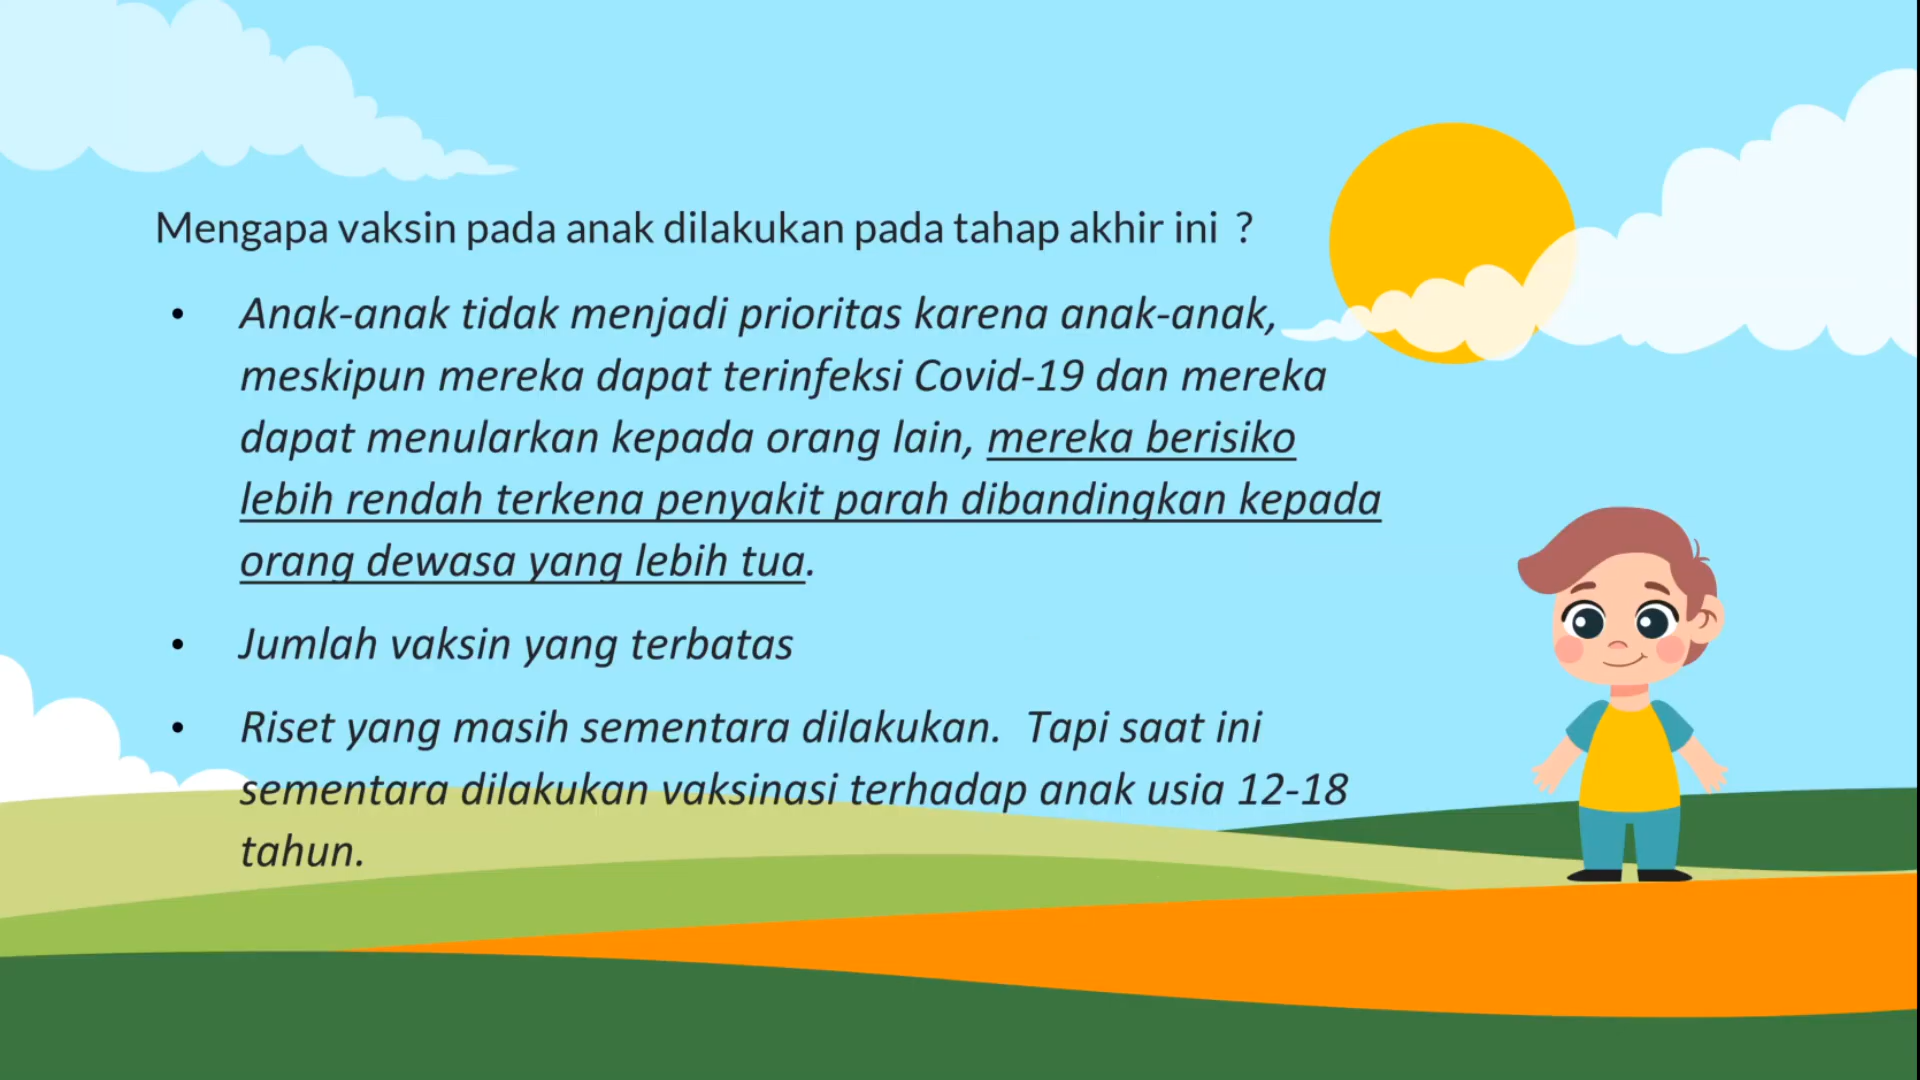 Mengapa vaksin pada anak dilakukan pada tahap akhir ini ?
• Anak-anak tidak menjadi prioritas karena anak-anak,
meskipun mereka dapat terinfeksi Covid-19 dan mereka
dapat menularkan kepada orang lain, mereka berisiko
lebih rendah terkena penyakit parah dibandingkan kepada
orang dewasa yang lebih tua.
• Jumlah vaksin yang terbatas
• Riset yang masih sementara dilakukan. Tapi saat ini
sementara dilakukan vaksinasi terhadap anak usia 12-18
tahun.